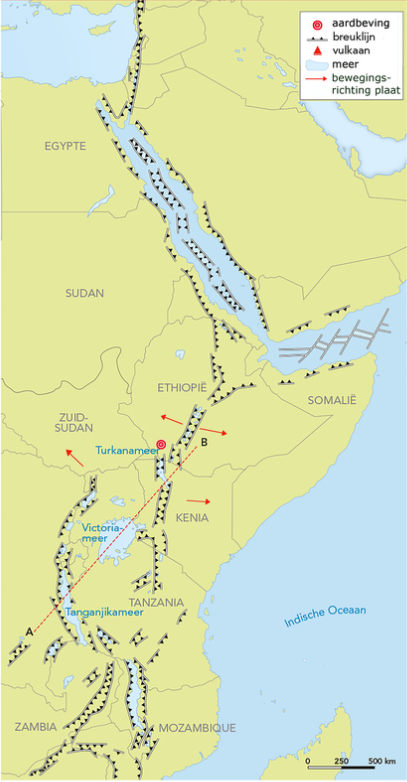 aardbeving
breuklijn
vulkaan
meer
bewegings-
richting plaat
EGYPTE
SUDAN
ETHIOPIË
SOMALIË
ZUID-
SUDAN
Turkanameer
B
KENIA
Victoria-
meer
TANZANIA
Tanganjikameer
A
Indische Oceaan
ZAMBIA
MOZAMBIQUE
0 250 500 km